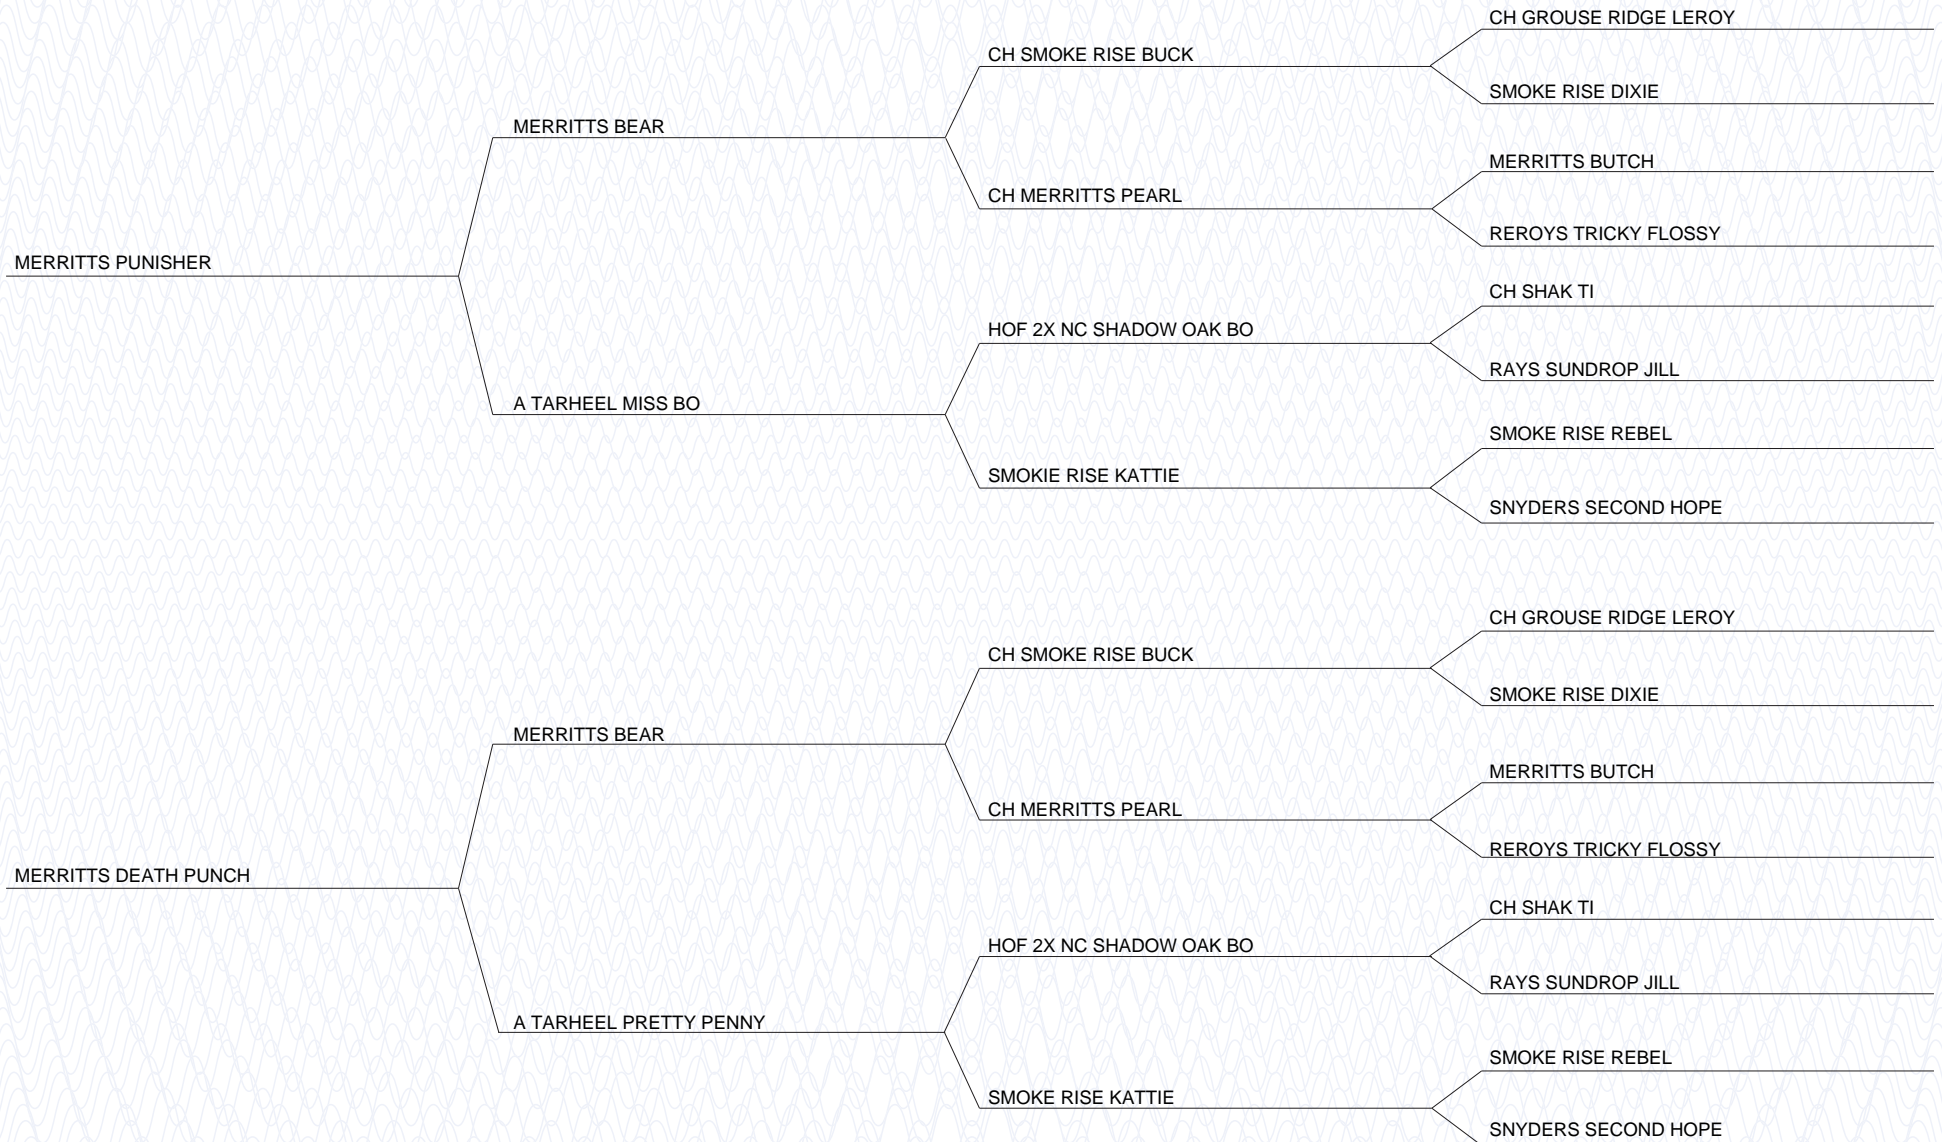 CH GROUSE RIDGE LEROY
CH SMOKE RISE BUCK
SMOKE RISE DIXIE
MERRITTS BEAR
MERRITTS BUTCH
CH MERRITTS PEARL
REROYS TRICKY FLOSSY
MERRITTS PUNISHER
CH SHAK TI
HOF 2X NC SHADOW OAK BO
RAYS SUNDROP JILL
A TARHEEL MISS BO
SMOKE RISE REBEL
SMOKIE RISE KATTIE
SNYDERS SECOND HOPE
CH GROUSE RIDGE LEROY
CH SMOKE RISE BUCK
SMOKE RISE DIXIE
MERRITTS BEAR
MERRITTS BUTCH
CH MERRITTS PEARL
REROYS TRICKY FLOSSY
MERRITTS DEATH PUNCH
CH SHAK TI
HOF 2X NC SHADOW OAK BO
RAYS SUNDROP JILL
A TARHEEL PRETTY PENNY
SMOKE RISE REBEL
SMOKE RISE KATTIE
SNYDERS SECOND HOPE